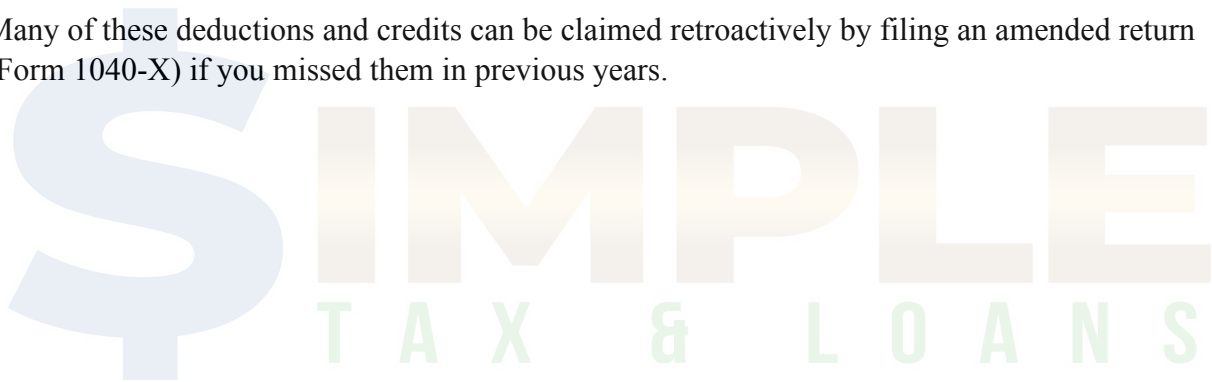 Many of these deductions and credits can be claimed retroactively by filing an amended return
(Form 1040-X) if you missed them in previous years.
$IMPLE
TAX & LOANS